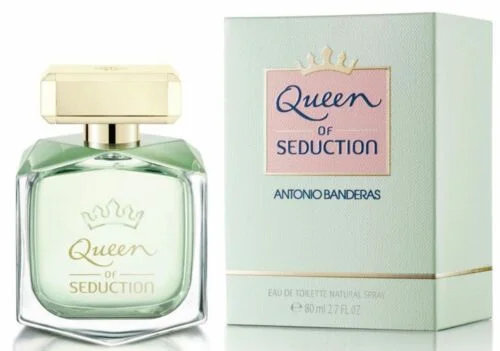 Queen
OF
SEDUCTION
Queen
OF
SEDUCTION
ANTONIO BANDERAS
EAU DE TOILETTE NATURAL SPRAY
℮ 80 ml 2.7 FL.OZ